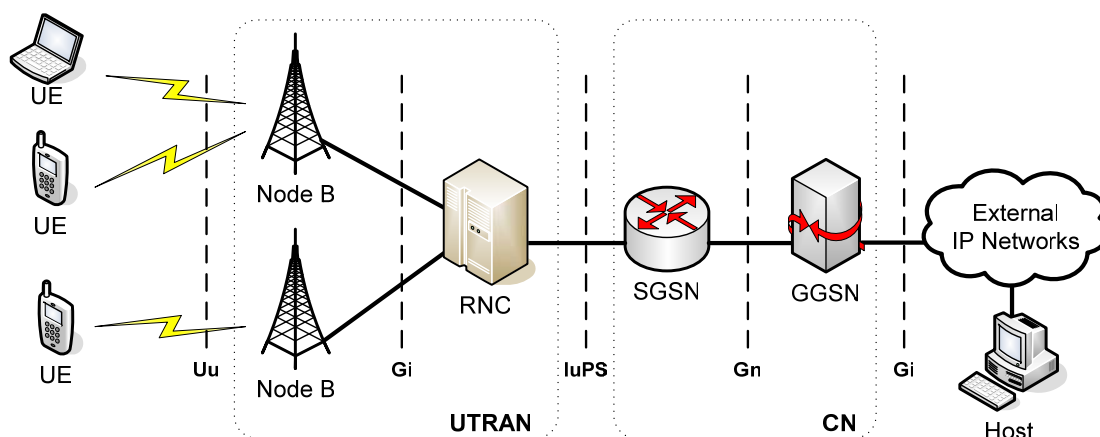 UE
UE
UE
Node B
Node B
RNC
SGSN
GGSN
External
IP Networks
Host
Uu
Gi
IuPS
Gn
Gi
UTRAN
CN